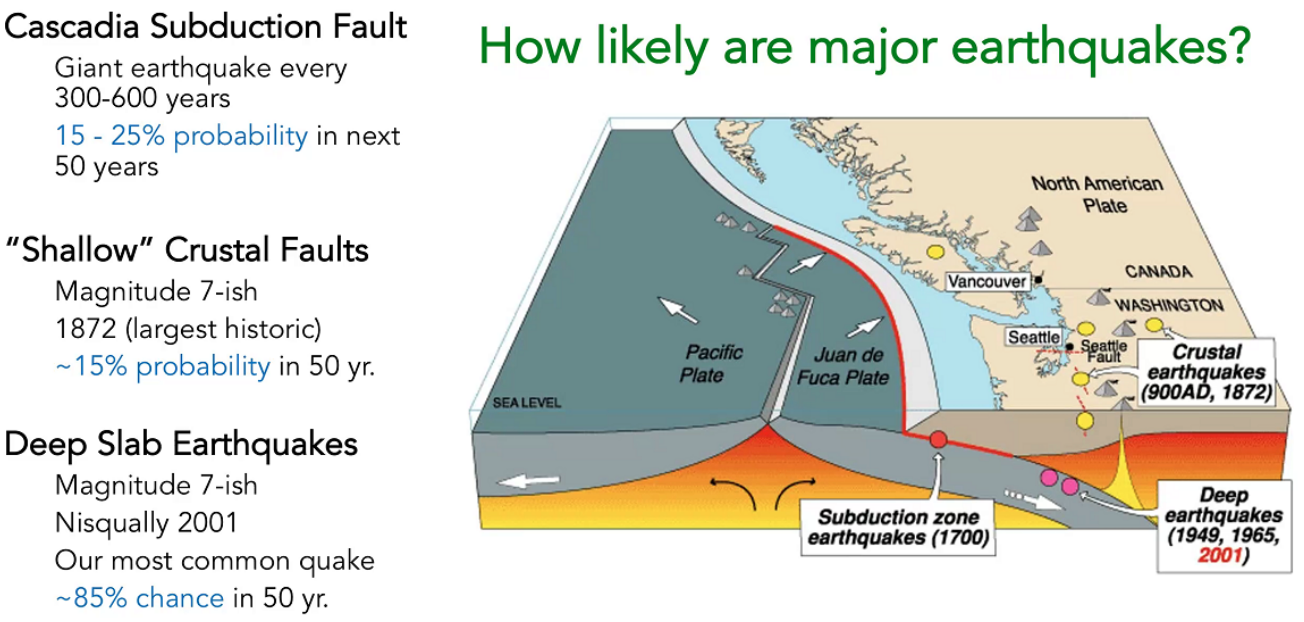 Cascadia Subduction Fault
Giant earthquake every
300-600 years
15 - 25% probability in next
50 years
“Shallow” Crustal Faults
Magnitude 7-ish
1872 (largest historic)
~15% probability in 50 yr.
Deep Slab Earthquakes
Magnitude 7-ish
Nisqually 2001
Our most common quake
~85% chance in 50 yr.
How likely are major earthquakes?
North American
Plate
CANADA
Vancouver
WASHINGTON
Seattle
Seattle
Fault
Pacific
Plate
Juan de
Fuca Plate
Crustal
earthquakes
(900AD, 1872)
SEA LEVEL
Subduction zone
earthquakes (1700)
Deep
earthquakes
(1949, 1965,
2001)